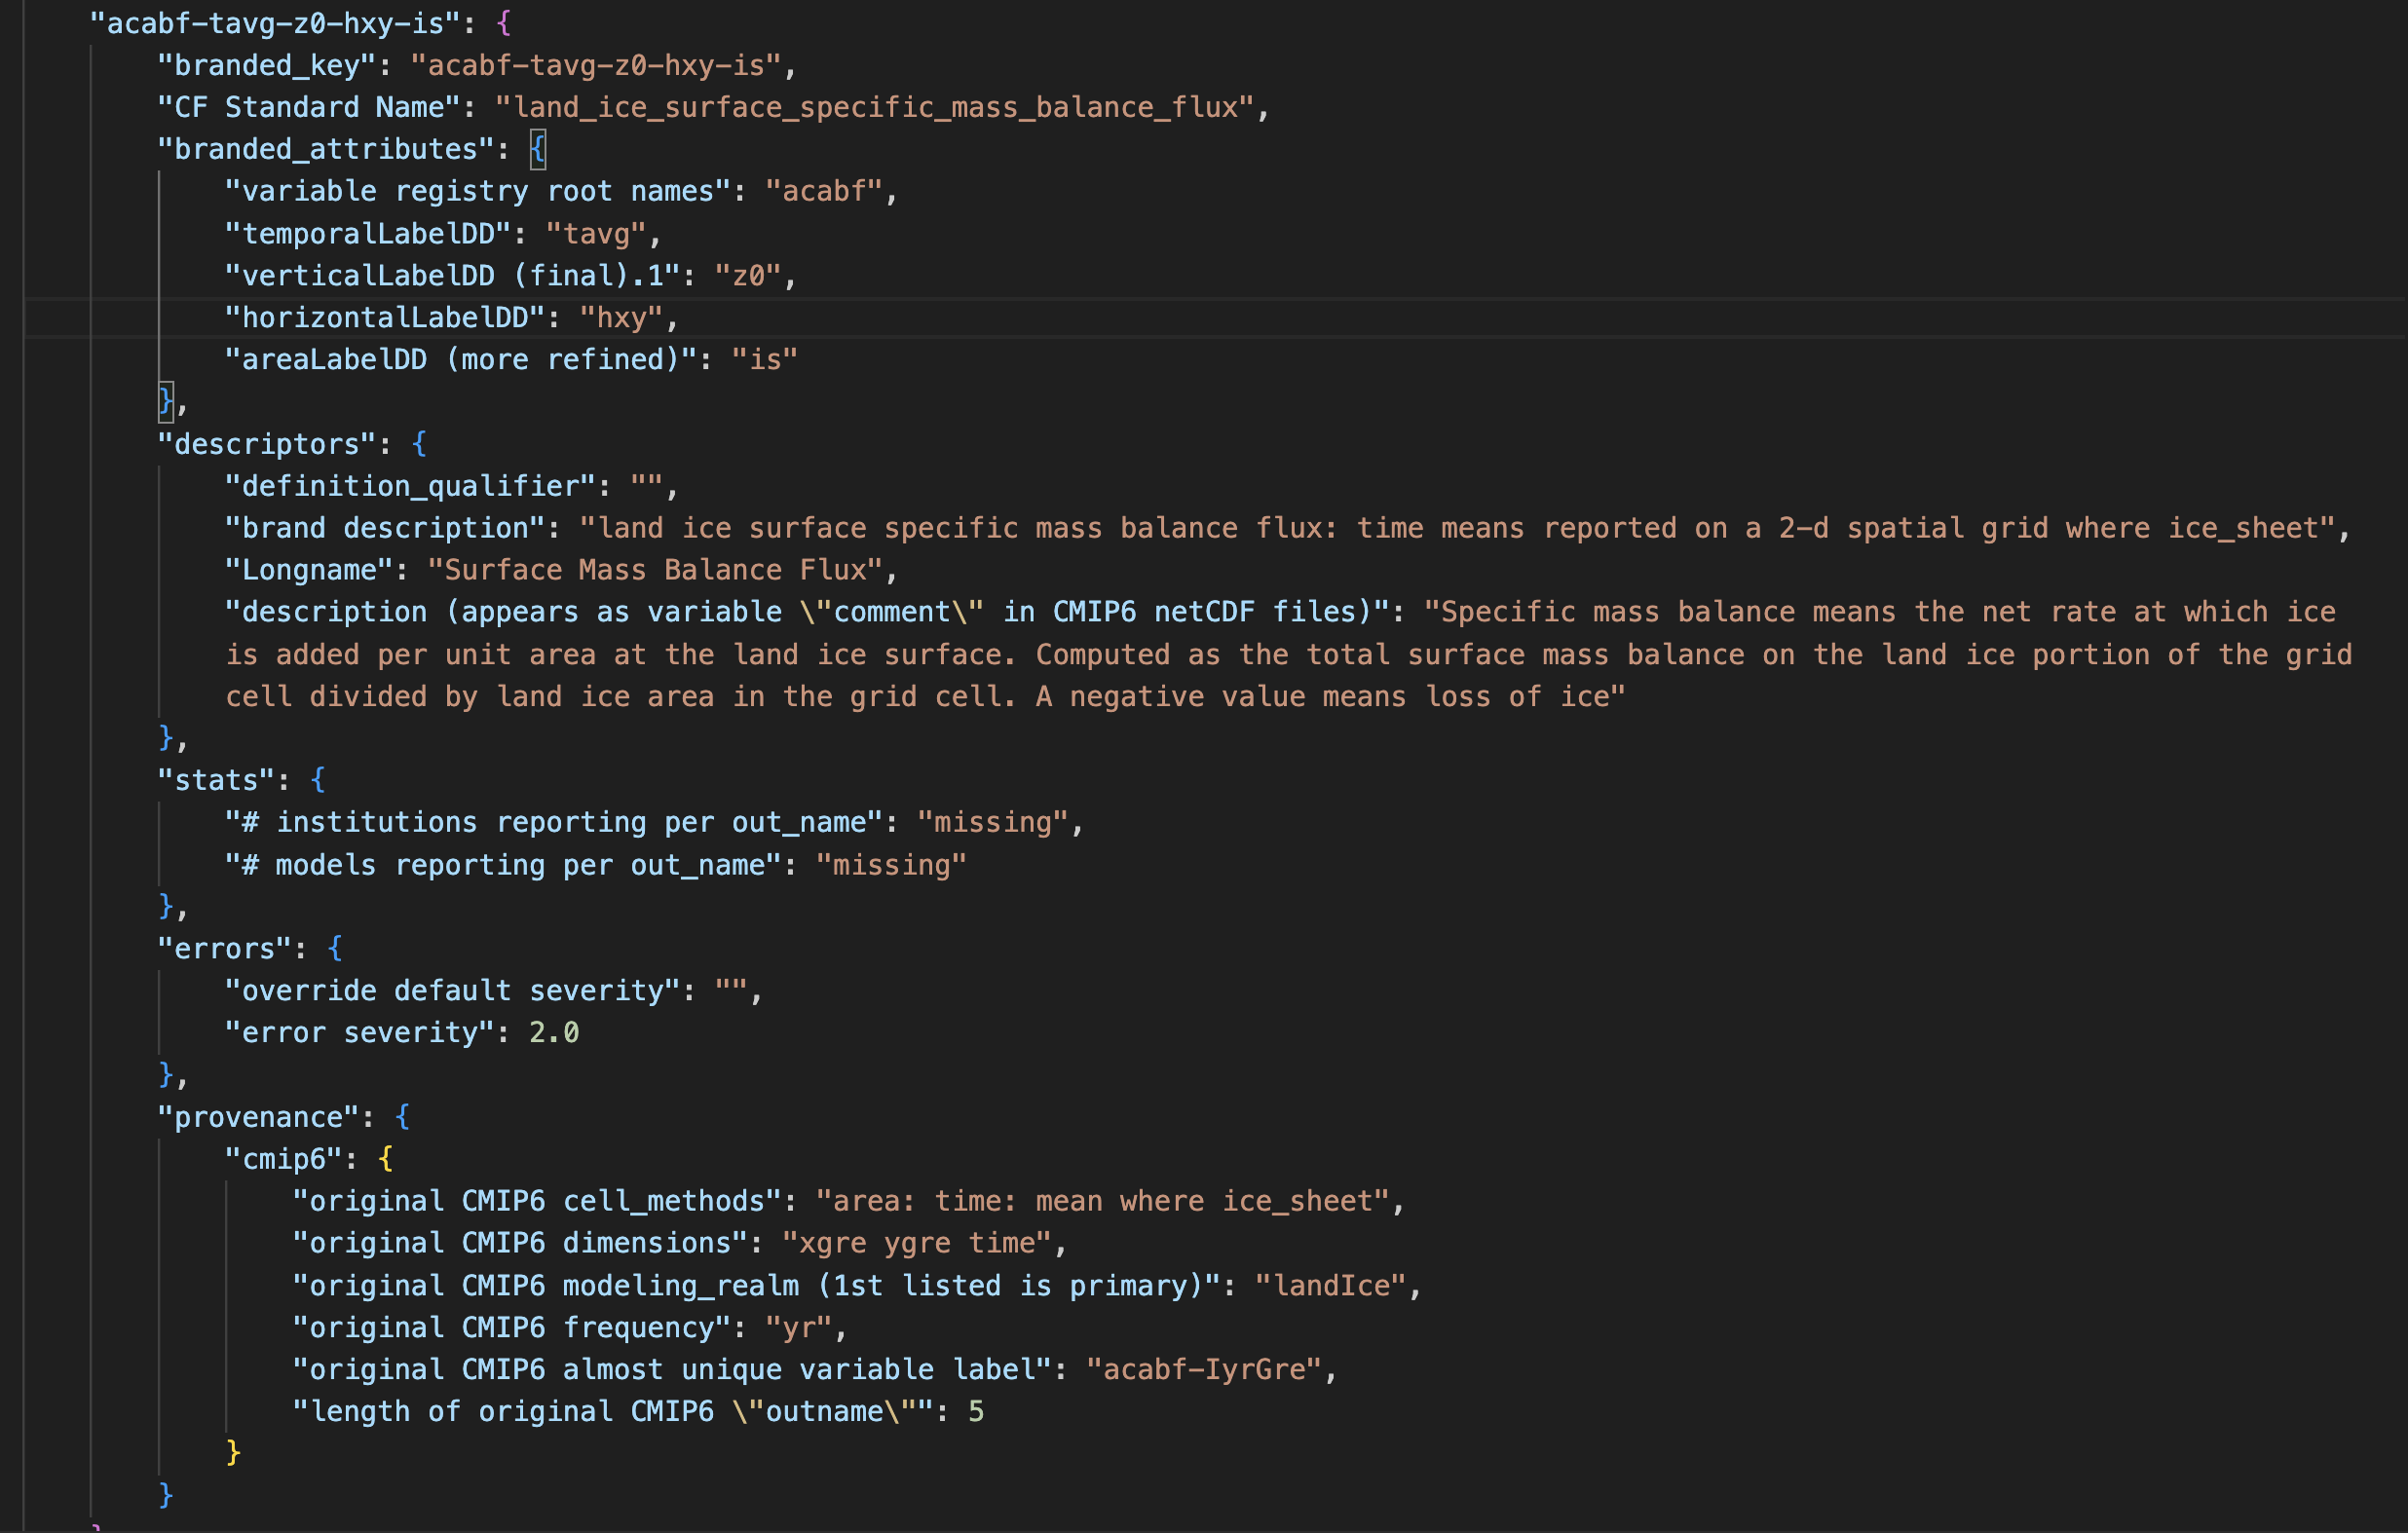 "acabf-tavg-z0-hxy-is": {
"branded_key": "acabf-tavg-z0-hxy-is",
"CF Standard Name": "land_ice_surface_specific_mass_balance_flux",
"branded_attributes": {
"variable registry root names": "acabf",
"temporalLabelDD": "tavg",
"verticalLabelDD (final).1": "z0",
"horizontalLabelDD": "hxy",
"areaLabelDD (more refined)": "is"
},
"descriptors": {
"definition_qualifier": "",
"brand description": "land ice surface specific mass balance flux: time means reported on a 2-d spatial grid where ice_sheet",
"Longname": "Surface Mass Balance Flux",
"description (appears as variable \"comment\" in CMIP6 netCDF files)": "Specific mass balance means the net rate at which ice
is added per unit area at the land ice surface. Computed as the total surface mass balance on the land ice portion of the grid
cell divided by land ice area in the grid cell. A negative value means loss of ice"
},
"stats": {
"# institutions reporting per out_name": "missing",
"# models reporting per out_name": "missing"
},
"errors": {
"override default severity": "",
"error severity": 2.0
},
"provenance": {
"cmip6": {
"original CMIP6 cell_methods": "area: time: mean where ice_sheet",
"original CMIP6 dimensions": "xgre ygre time",
"original CMIP6 modeling_realm (1st listed is primary)": "landIce",
"original CMIP6 frequency": "yr",
"original CMIP6 almost unique variable label": "acabf-IyrGre",
"length of original CMIP6 \"outname\"": 5
}
}
}